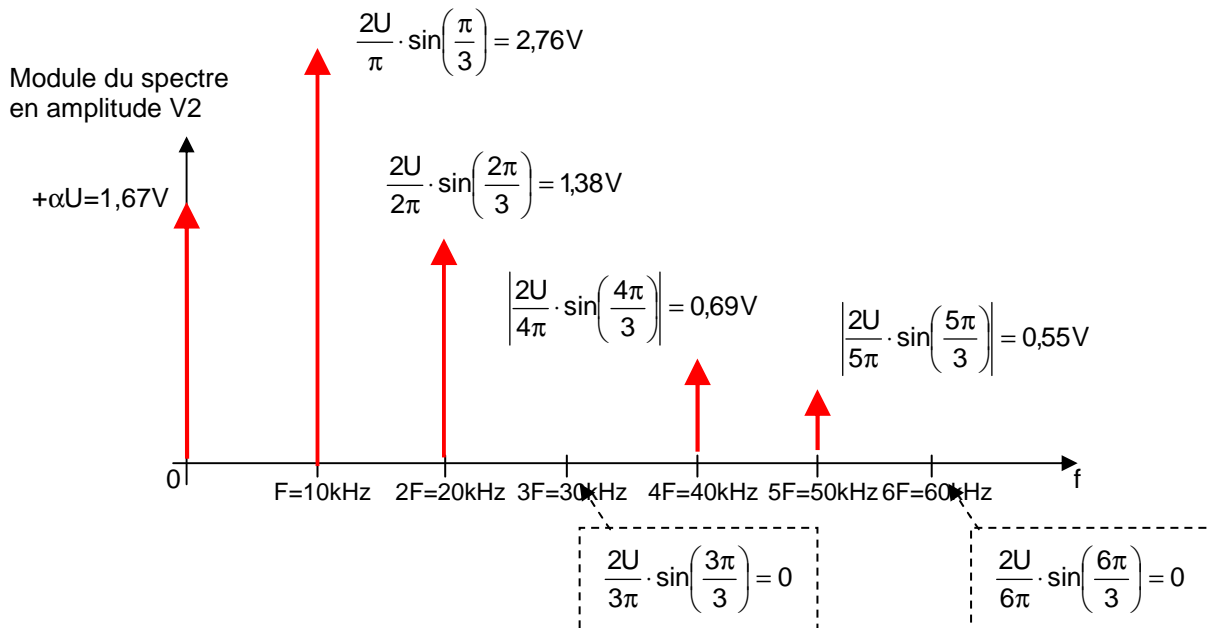 2U/π · sin(π/3) = 2,76V
Module du spectre
en amplitude V2
2U/2π · sin(2π/3) = 1,38V
+αU=1,67V
|2U/4π · sin(4π/3)| = 0,69V
|2U/5π · sin(5π/3)| = 0,55V
0
F=10kHz 2F=20kHz 3F=30kHz 4F=40kHz 5F=50kHz 6F=60kHz f
2U/3π · sin(3π/3) = 0
2U/6π · sin(6π/3) = 0